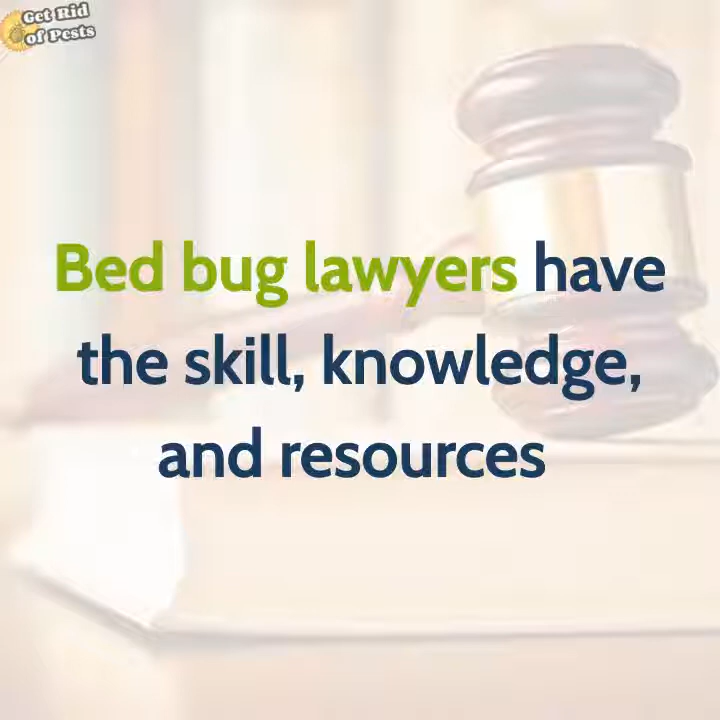 Get Rid
of Pests
Bed bug lawyers have
the skill, knowledge,
and resources